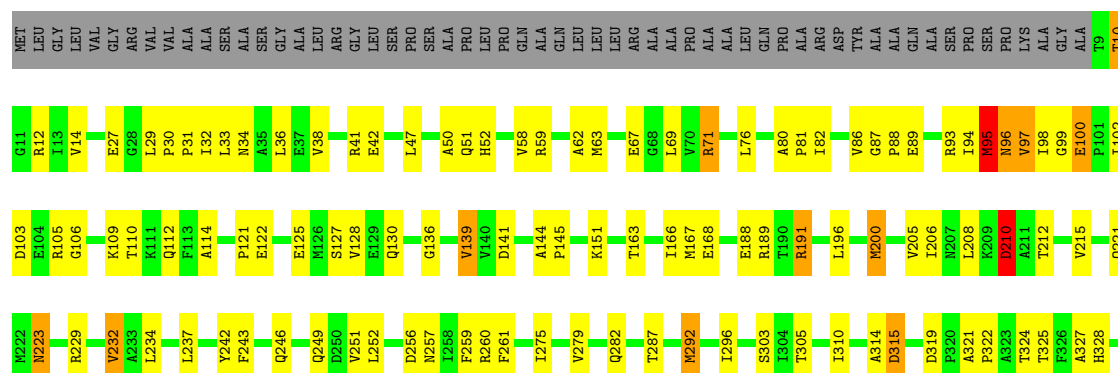 MET LEU GLY LEU VAL GLY ARG VAL VAL ALA ALA SER ALA SER GLY ALA LEU ARG GLY LEU SER PRO SER ALA PRO LEU PRO GLN ALA GLN LEU LEU LEU ARG ALA ALA PRO ALA ALA LEU GLN PRO ALA ARG ASP TYR ALA ALA GLN ALA SER PRO SER PRO LYS ALA GLY ALA T9 T10
G11 R12 I13 V14 E27 G28 L29 P30 P31 I32 L33 N34 A35 L36 E37 V38 R41 E42 L47 A50 Q51 H52 V58 R59 A62 M63 E67 G68 L69 V70 R71 L76 A80 P81 I82 V86 G87 P88 E89 R93 I94 M95 N96 V97 I98 G99 E100 P101 I102
D103 E104 R105 G106 K109 T110 K111 Q112 F113 A114 P121 E122 E125 M126 S127 V128 E129 Q130 G136 V139 V140 D141 A144 P145 K151 T163 I166 M167 E168 E188 R189 T190 R191 L196 M200 V205 I206 N207 L208 K209 D210 A211 T212 V215 Q221
M222 N223 R229 V232 A233 L234 L237 Y242 F243 Q246 Q249 D250 V251 L252 D256 N257 I258 F259 R260 F261 I275 V279 Q282 T287 M292 I296 S303 I304 T305 I310 A314 D315 D319 P320 A321 P322 A323 T324 T325 F326 A327 H328